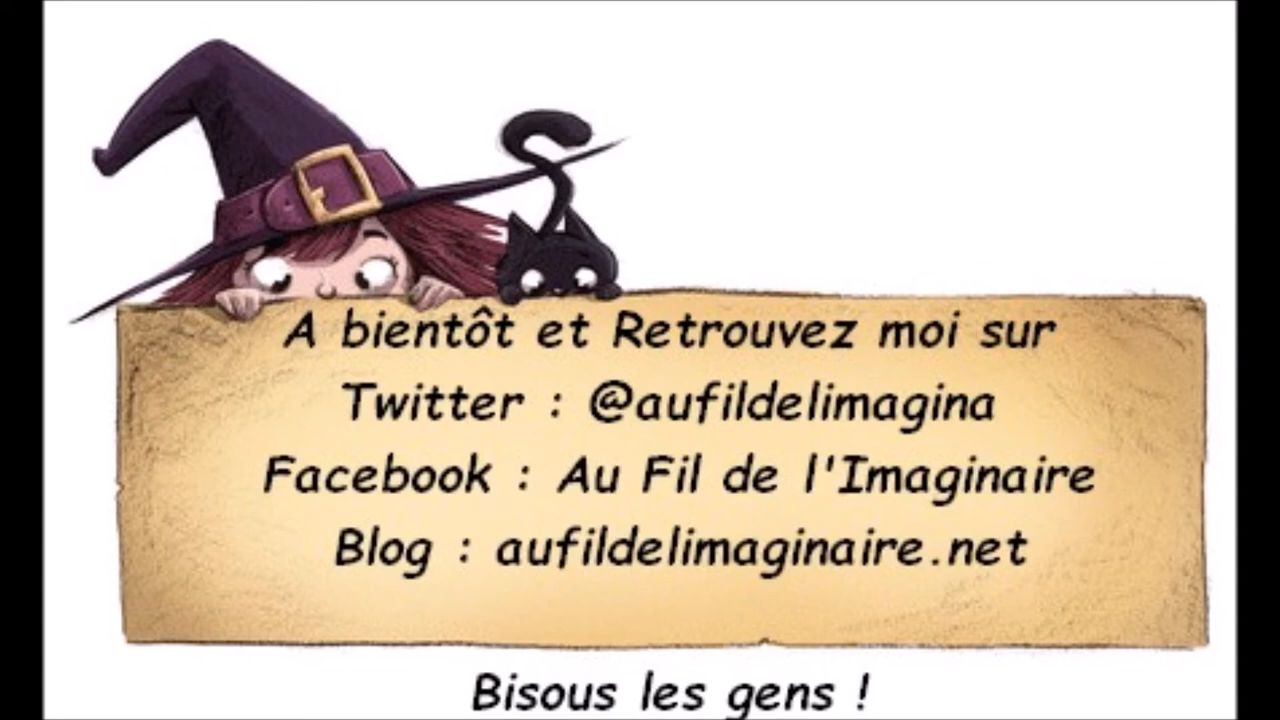 A bientôt et Retrouvez moi sur
Twitter : @aufildelimagina
Facebook : Au Fil de l'Imaginaire
Blog : aufildelimaginaire.net
Bisous les gens !